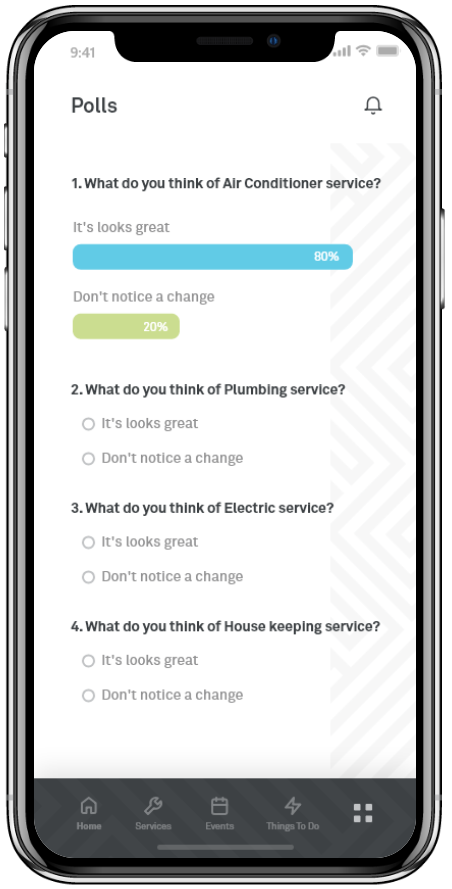 9:41
Polls
1. What do you think of Air Conditioner service?
It's looks great
80%
Don't notice a change
20%
2. What do you think of Plumbing service?
It's looks great
Don't notice a change
3. What do you think of Electric service?
It's looks great
Don't notice a change
4. What do you think of House keeping service?
It's looks great
Don't notice a change
Home Services Events Things To Do